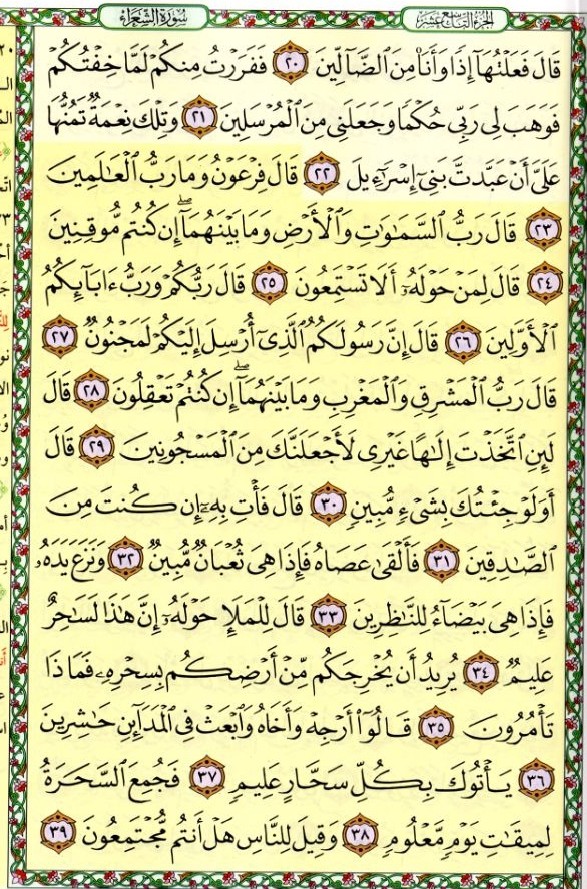 الجزء التاسع عشر سُورَةُ الشُّعَرَاءِ
قَالَ فَعَلْتُهَآ إِذًا وَأَنَا۠ مِنَ ٱلضَّآلِّينَ ٢٠ فَفَرَرْتُ مِنكُمْ لَمَّا خِفْتُكُمْ
فَوَهَبَ لِى رَبِّى حُكْمًا وَجَعَلَنِى مِنَ ٱلْمُرْسَلِينَ ٢١ وَتِلْكَ نِعْمَةٌ تَمُنُّهَا
عَلَىَّ أَنْ عَبَّدتَّ بَنِىٓ إِسْرَٰٓءِيلَ ٢٢ قَالَ فِرْعَوْنُ وَمَا رَبُّ ٱلْعَٰلَمِينَ
٢٣ قَالَ رَبُّ ٱلسَّمَٰوَٰتِ وَٱلْأَرْضِ وَمَا بَيْنَهُمَآ ۖ إِن كُنتُم مُّوقِنِينَ
٢٤ قَالَ لِمَنْ حَوْلَهُۥٓ أَلَا تَسْتَمِعُونَ ٢٥ قَالَ رَبُّكُمْ وَرَبُّ ءَابَآئِكُمُ
ٱلْأَوَّلِينَ ٢٦ قَالَ إِنَّ رَسُولَكُمُ ٱلَّذِىٓ أُرْسِلَ إِلَيْكُمْ لَمَجْنُونٌ ٢٧
قَالَ رَبُّ ٱلْمَشْرِقِ وَٱلْمَغْرِبِ وَمَا بَيْنَهُمَآ ۖ إِن كُنتُمْ تَعْقِلُونَ ٢٨ قَالَ
لَئِنِ ٱتَّخَذْتَ إِلَٰهًا غَيْرِى لَأَجْعَلَنَّكَ مِنَ ٱلْمَسْجُونِينَ ٢٩ قَالَ
أَوَلَوْ جِئْتُكَ بِشَىْءٍ مُّبِينٍ ٣٠ قَالَ فَأْتِ بِهِۦٓ إِن كُنتَ مِنَ
ٱلصَّٰدِقِينَ ٣١ فَأَلْقَىٰ عَصَاهُ فَإِذَا هِىَ ثُعْبَانٌ مُّبِينٌ ٣٢ وَنَزَعَ يَدَهُۥ
فَإِذَا هِىَ بَيْضَآءُ لِلنَّٰظِرِينَ ٣٣ قَالَ لِلْمَلَإِ حَوْلَهُۥٓ إِنَّ هَٰذَا لَسَٰحِرٌ
عَلِيمٌ ٣٤ يُرِيدُ أَن يُخْرِجَكُم مِّنْ أَرْضِكُم بِسِحْرِهِۦ فَمَاذَا
تَأْمُرُونَ ٣٥ قَالُوٓا۟ أَرْجِهْ وَأَخَاهُ وَٱبْعَثْ فِى ٱلْمَدَآئِنِ حَٰشِرِينَ
٣٦ يَأْتُوكَ بِكُلِّ سَحَّارٍ عَلِيمٍ ٣٧ فَجُمِعَ ٱلسَّحَرَةُ
لِمِيقَٰتِ يَوْمٍ مَّعْلُومٍ ٣٨ وَقِيلَ لِلنَّاسِ هَلْ أَنتُم مُّجْتَمِعُونَ ٣٩